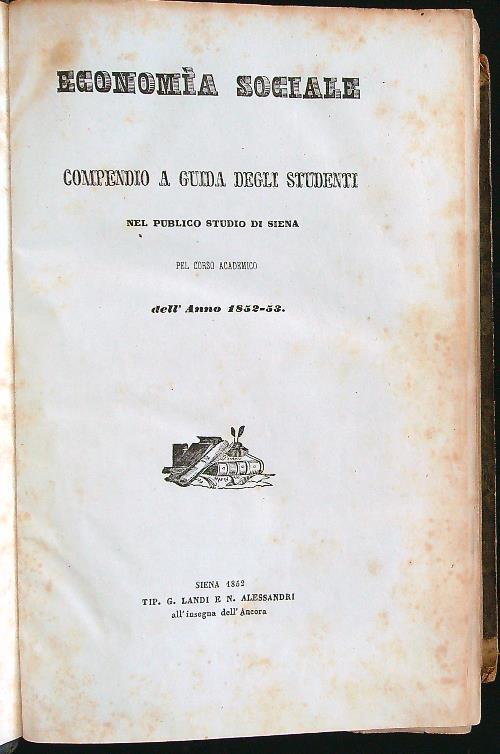 ECONOMÌA SOCIALE
COMPENDIO A GUIDA DEGLI STUDENTI
NEL PUBLICO STUDIO DI SIENA
PEL CORSO ACADEMICO
dell' Anno 1852-53.
SIENA 1852
TIP. G. LANDI E N. ALESSANDRI
all'insegna dell'Ancora